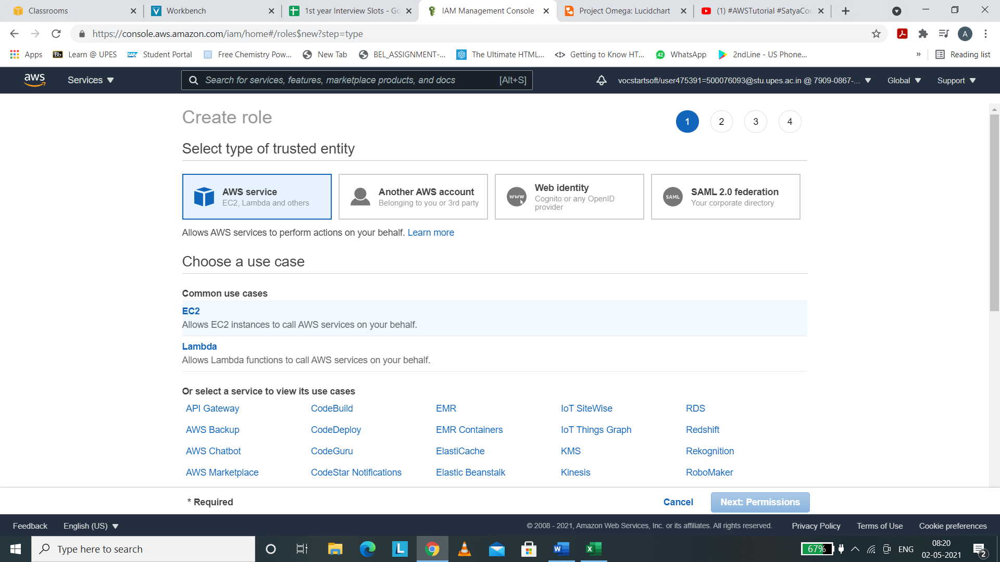 Classrooms
Workbench
1st year Interview Slots - Go
IAM Management Console
Project Omega: Lucidchart
(1) #AWSTutorial #SatyaCoc
https://console.aws.amazon.com/iam/home#/roles$new?step=type
A
Apps
Bb
Learn @ UPES
SAP
Student Portal
Free Chemistry Pow...
New Tab
BEL_ASSIGNMENT-...
The Ultimate HTML...
Getting to Know HT...
42
WhatsApp
2ndLine - US Phone...
»
Reading list
aws
Services
Search for services, features, marketplace products, and docs
[Alt+S]
vocstartsoft/user475391=500076093@stu.upes.ac.in @ 7909-0867-...
Global
Support
Create role
1
2
3
4
Select type of trusted entity
AWS service
EC2, Lambda and others
Another AWS account
Belonging to you or 3rd party
WWW
Web identity
Cognito or any OpenID
provider
SAML
SAML 2.0 federation
Your corporate directory
Allows AWS services to perform actions on your behalf. Learn more
Choose a use case
Common use cases
EC2
Allows EC2 instances to call AWS services on your behalf.
Lambda
Allows Lambda functions to call AWS services on your behalf.
Or select a service to view its use cases
API Gateway
CodeBuild
EMR
IoT SiteWise
RDS
AWS Backup
CodeDeploy
EMR Containers
IoT Things Graph
Redshift
AWS Chatbot
CodeGuru
ElastiCache
KMS
Rekognition
AWS Marketplace
CodeStar Notifications
Elastic Beanstalk
Kinesis
RoboMaker
* Required
Cancel
Next: Permissions
Feedback
English (US)
© 2008 - 2021, Amazon Web Services, Inc. or its affiliates. All rights reserved.
Privacy Policy
Terms of Use
Cookie preferences
Type here to search
L
W
X
67%
ENG
08:20
02-05-2021
2